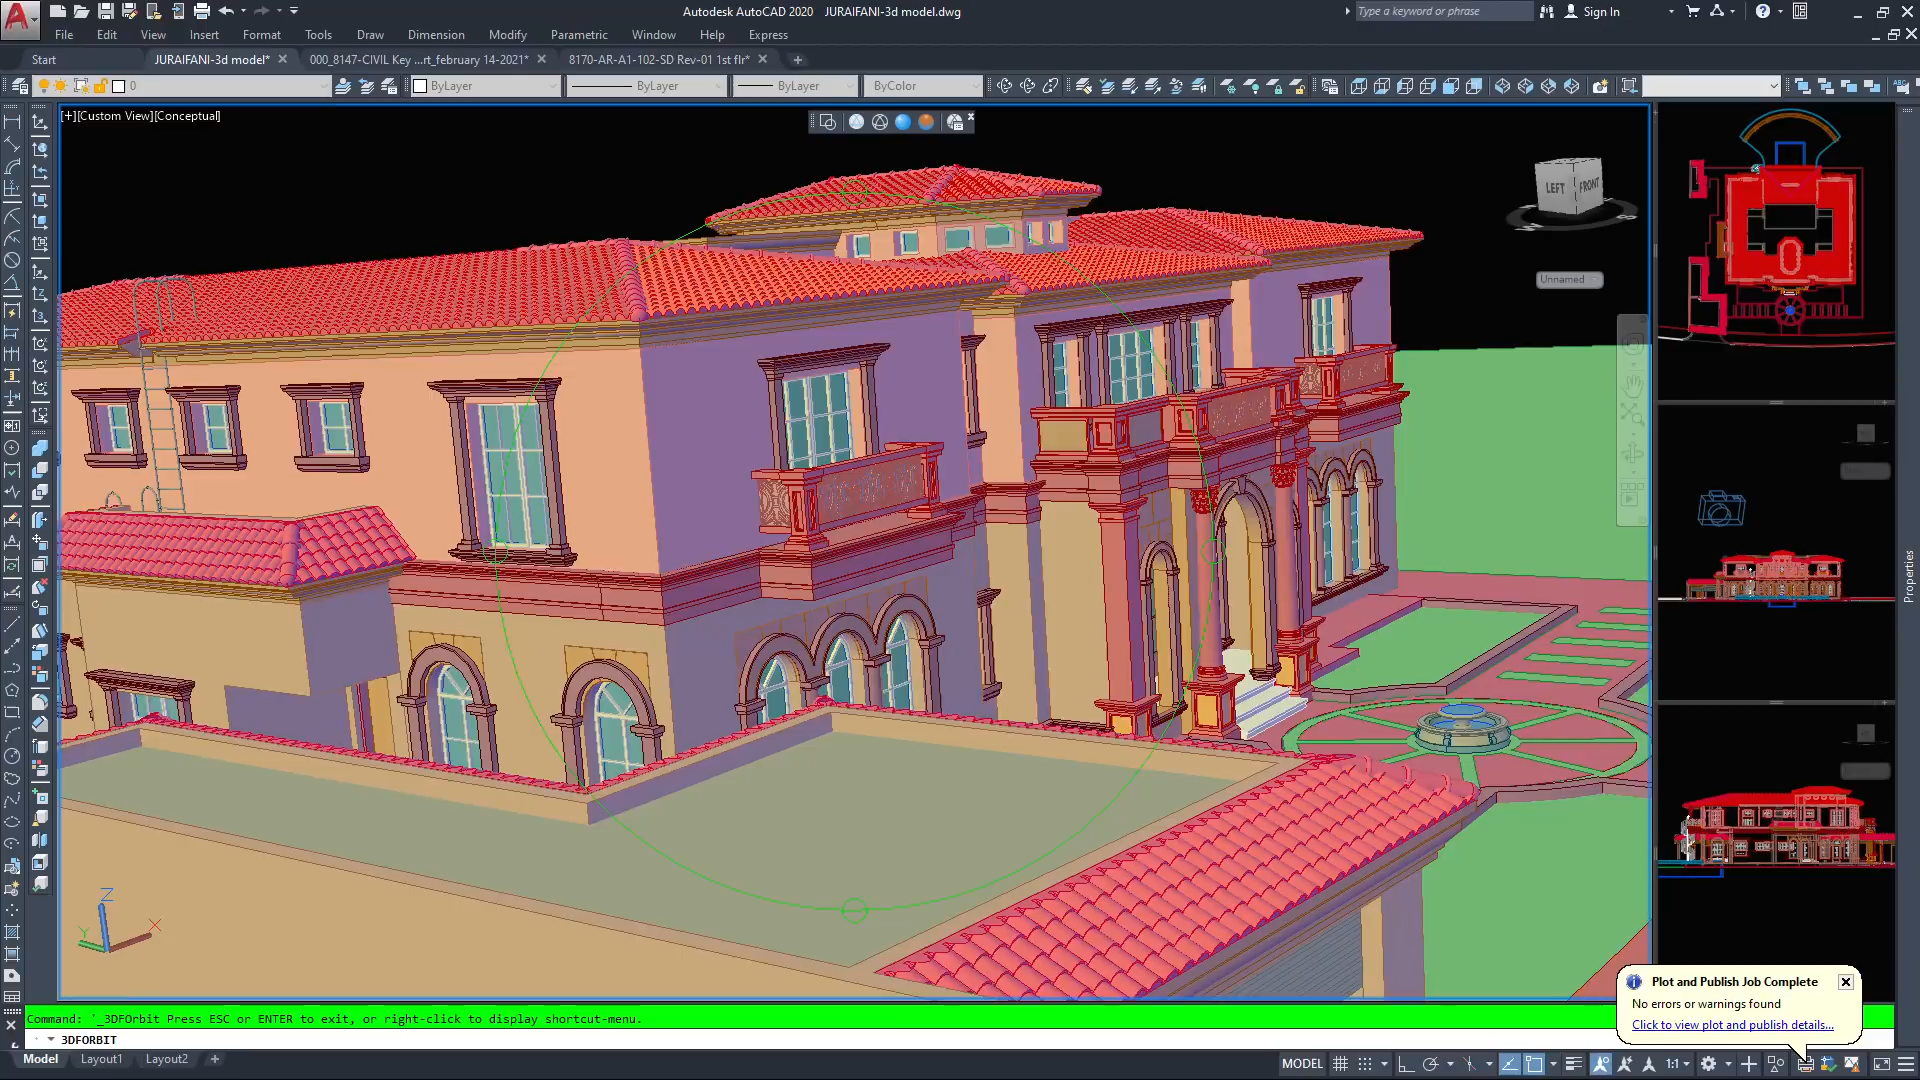 Autodesk AutoCAD 2020 JURAIFANI-3d model.dwg
Type a keyword or phrase
Sign In
File Edit View Insert Format Tools Draw Dimension Modify Parametric Window Help Express
Start JURAIFANI-3d model* 000_8147-CIVIL Key ...rt_february 14-2021* 8170-AR-A1-102-SD Rev-01 1st flr*
0 ByLayer ByLayer ByLayer ByColor
[+][Custom View][Conceptual]
LEFT FRONT
Unnamed
Properties
Z
Y X
Plot and Publish Job Complete
No errors or warnings found
Click to view plot and publish details...
Command: '_3DFOrbit Press ESC or ENTER to exit, or right-click to display shortcut-menu.
3DFORBIT
Model Layout1 Layout2 +
MODEL 1:1